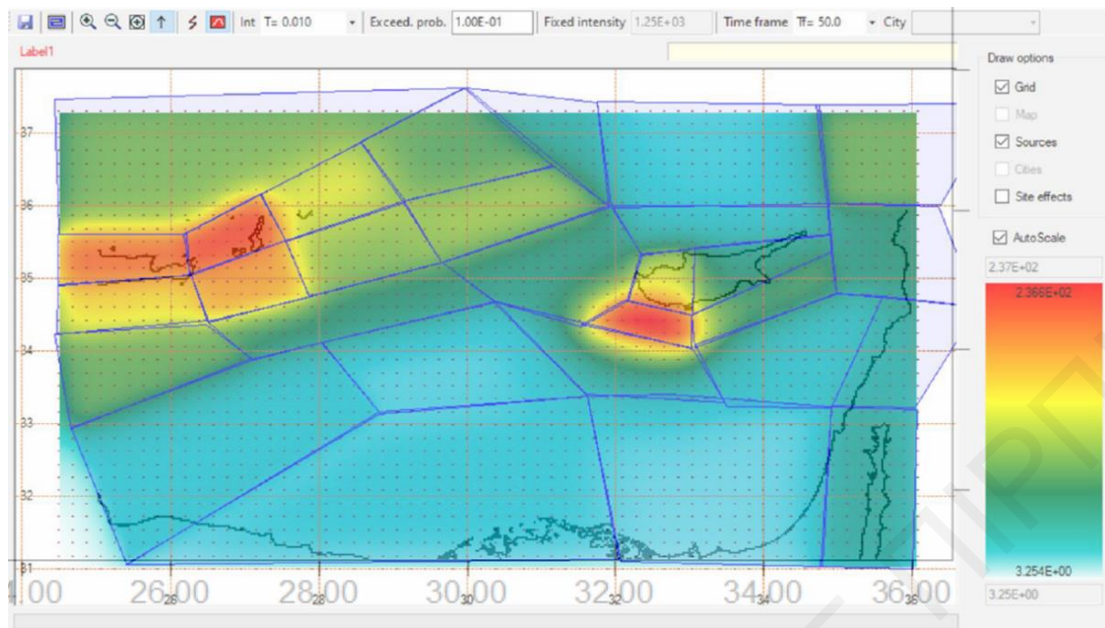 Int T= 0.010 Exceed. prob. 1.00E-01 Fixed intensity 1.25E+03 Time frame Tf= 50.0 City
Label1
Draw options
Grid
Map
Sources
Cities
Site effects
AutoScale
2.37E+02
2.366E+02
3.254E+00
3.25E+00
37
36
35
34
33
32
31
26.00 28.00 30.00 32.00 34.00 36.00